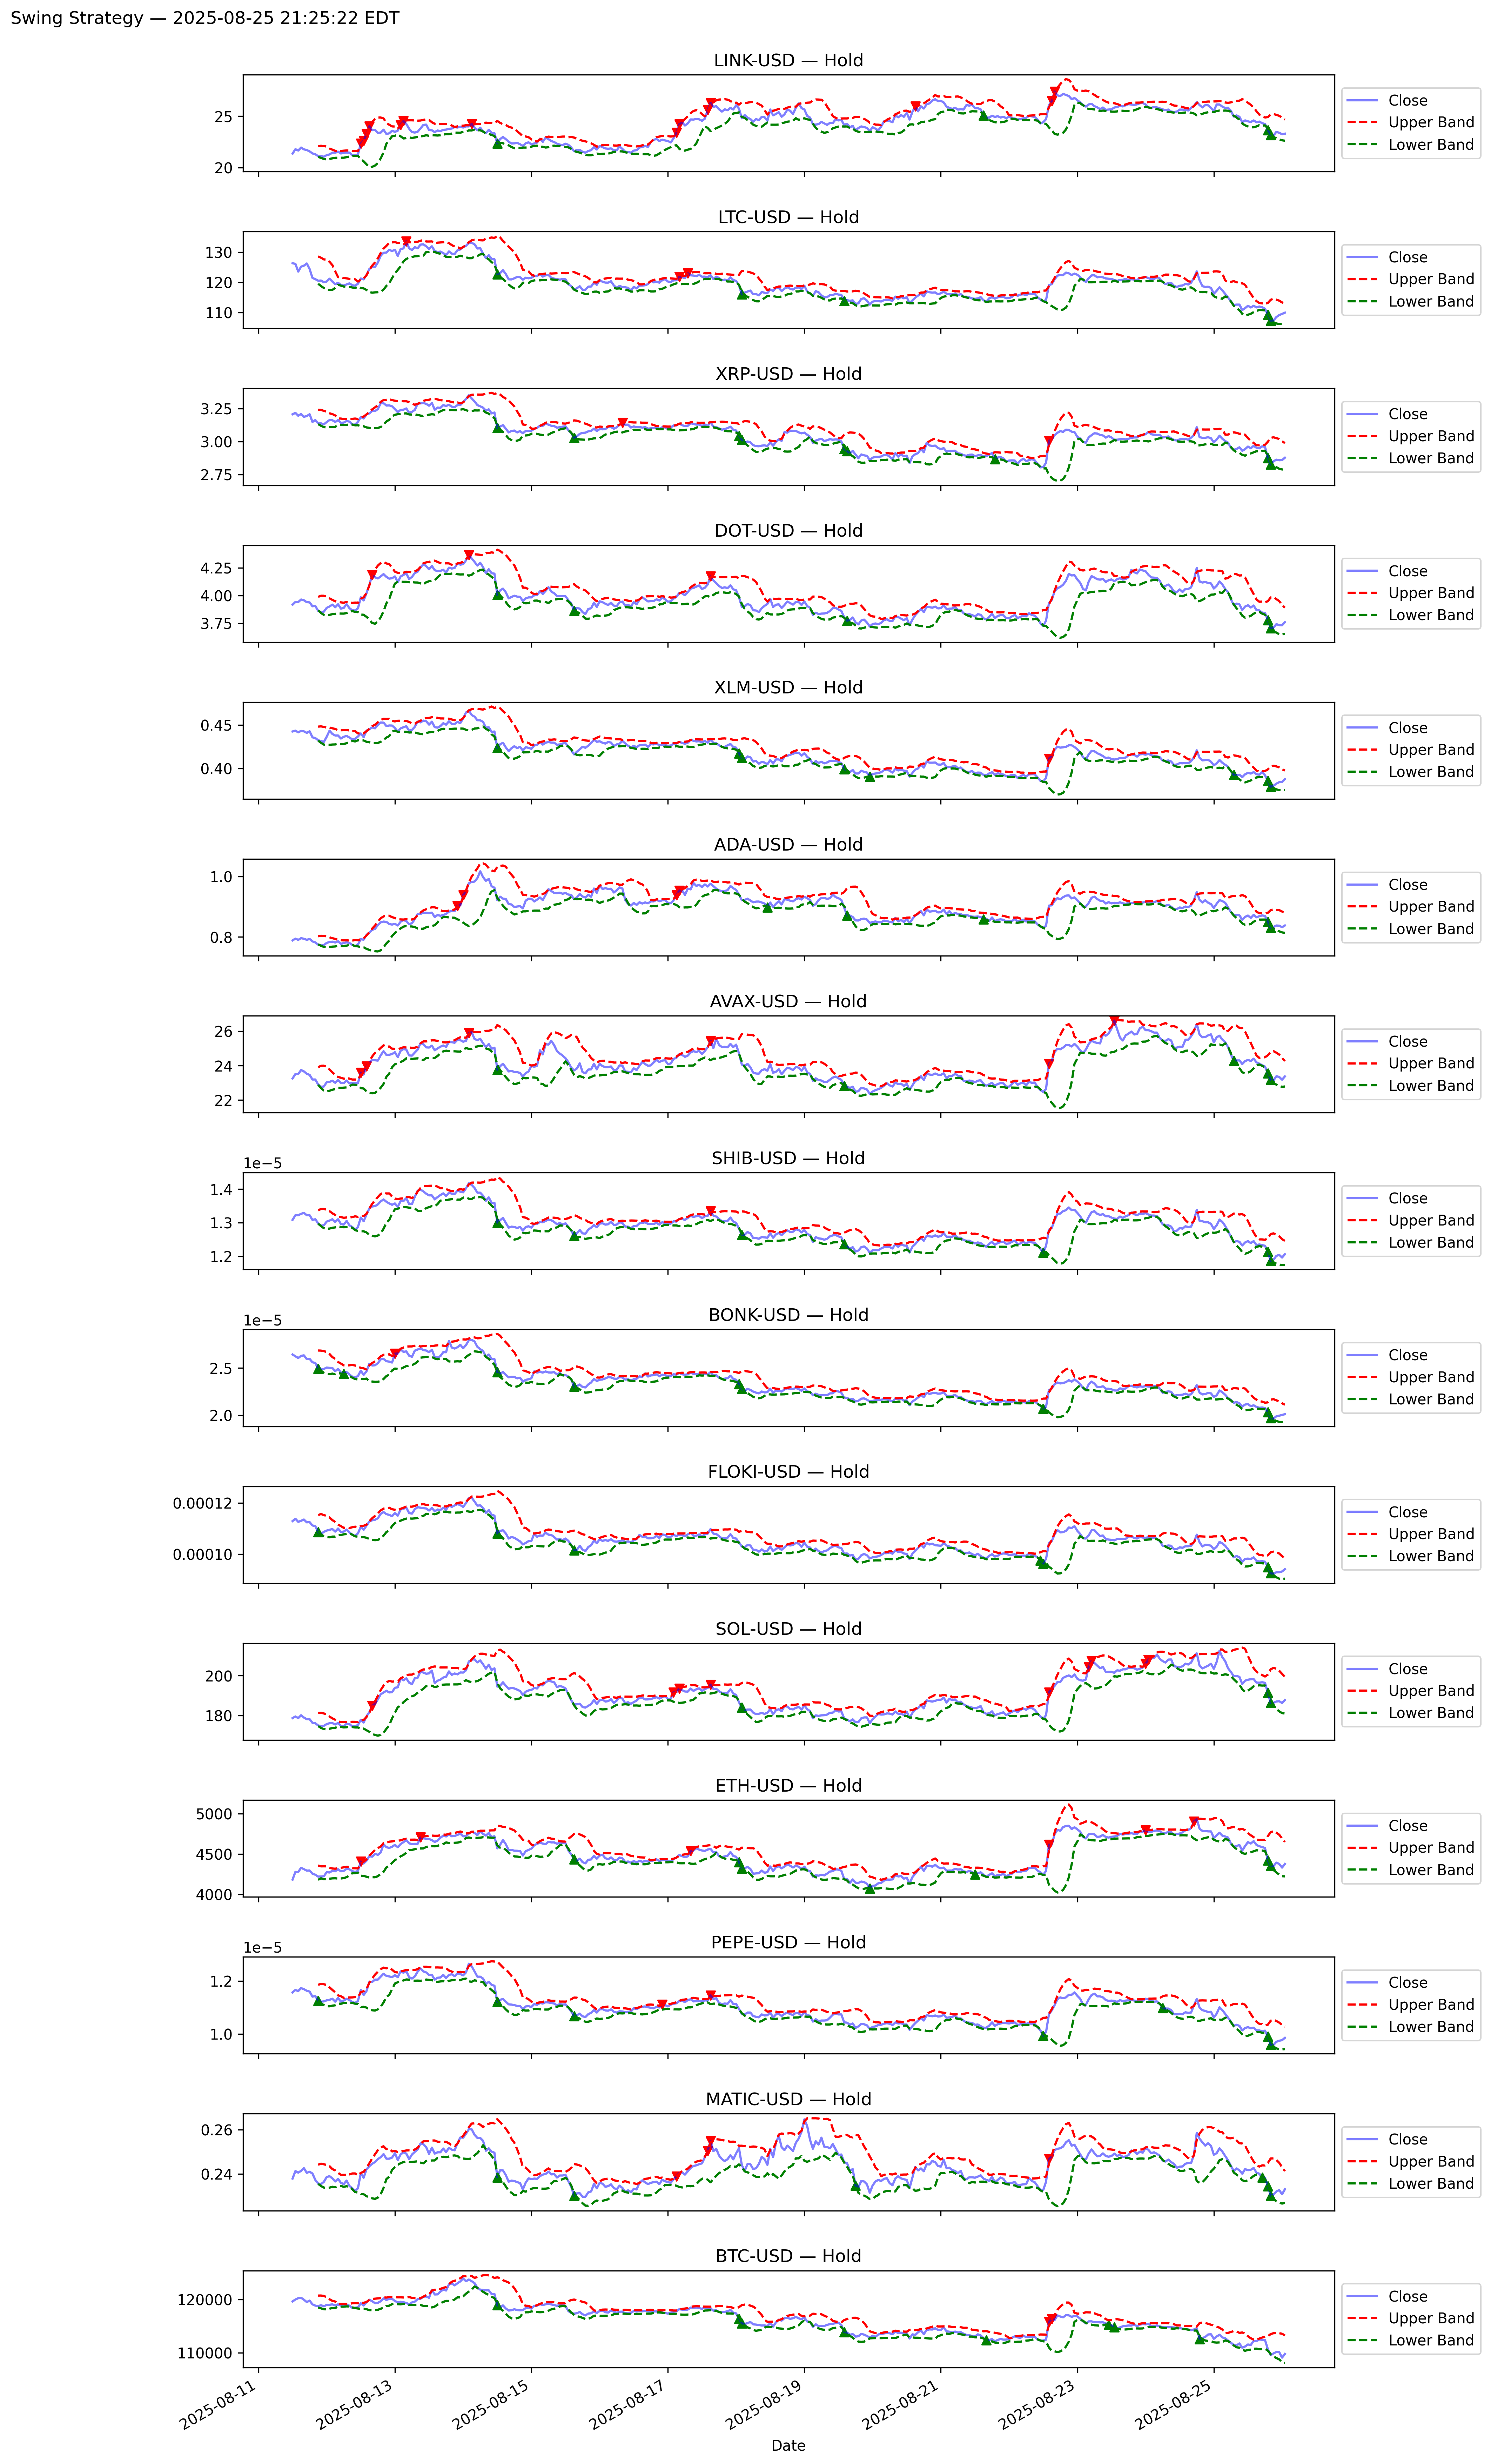 Swing Strategy — 2025-08-25 21:25:22 EDT
LINK-USD — Hold
25
20
Close
Upper Band
Lower Band
LTC-USD — Hold
130
120
110
Close
Upper Band
Lower Band
XRP-USD — Hold
3.25
3.00
2.75
Close
Upper Band
Lower Band
DOT-USD — Hold
4.25
4.00
3.75
Close
Upper Band
Lower Band
XLM-USD — Hold
0.45
0.40
Close
Upper Band
Lower Band
ADA-USD — Hold
1.0
0.8
Close
Upper Band
Lower Band
AVAX-USD — Hold
26
24
22
Close
Upper Band
Lower Band
SHIB-USD — Hold
1e−5
1.4
1.3
1.2
Close
Upper Band
Lower Band
BONK-USD — Hold
1e−5
2.5
2.0
Close
Upper Band
Lower Band
FLOKI-USD — Hold
0.00012
0.00010
Close
Upper Band
Lower Band
SOL-USD — Hold
200
180
Close
Upper Band
Lower Band
ETH-USD — Hold
5000
4500
4000
Close
Upper Band
Lower Band
PEPE-USD — Hold
1e−5
1.2
1.0
Close
Upper Band
Lower Band
MATIC-USD — Hold
0.26
0.24
Close
Upper Band
Lower Band
BTC-USD — Hold
120000
110000
Close
Upper Band
Lower Band
2025-08-11
2025-08-13
2025-08-15
2025-08-17
2025-08-19
2025-08-21
2025-08-23
2025-08-25
Date